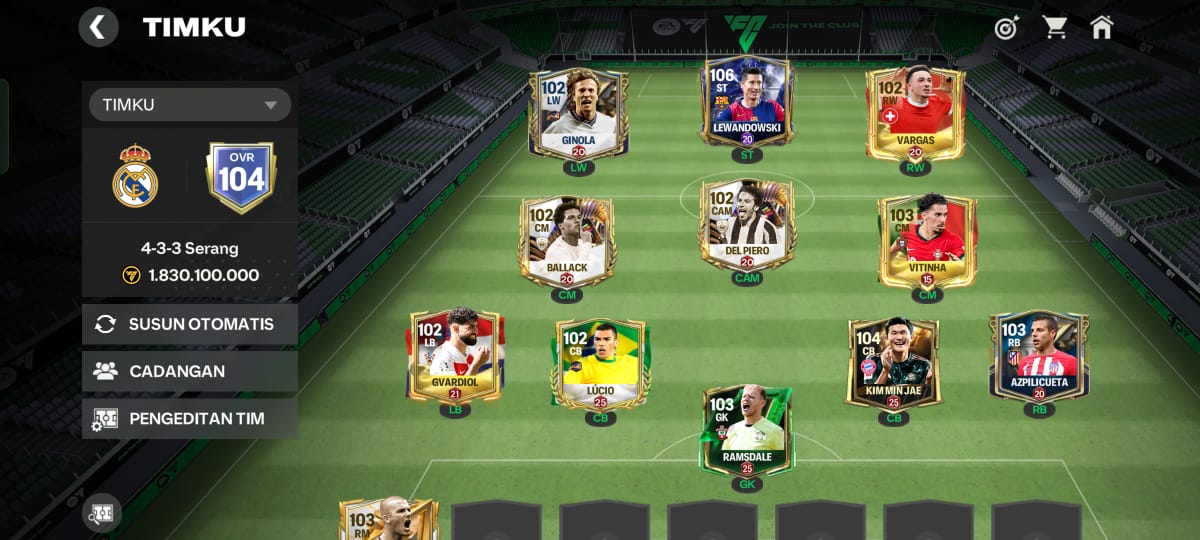 TIMKU
JOIN THE CLUB
TIMKU
OVR
104
4-3-3 Serang
1.830.100.000
SUSUN OTOMATIS
CADANGAN
PENGEDITAN TIM
102
LW
GINOLA
20
LW
106
ST
LEWANDOWSKI
20
ST
102
RW
VARGAS
20
RW
102
CM
BALLACK
20
CM
102
CAM
DEL PIERO
20
CAM
103
CM
VITINHA
15
CM
102
LB
GVARDIOL
21
LB
102
CB
LÚCIO
25
CB
104
CB
KIM MIN JAE
25
CB
103
RB
AZPILICUETA
20
RB
103
GK
RAMSDALE
25
GK
103
RM